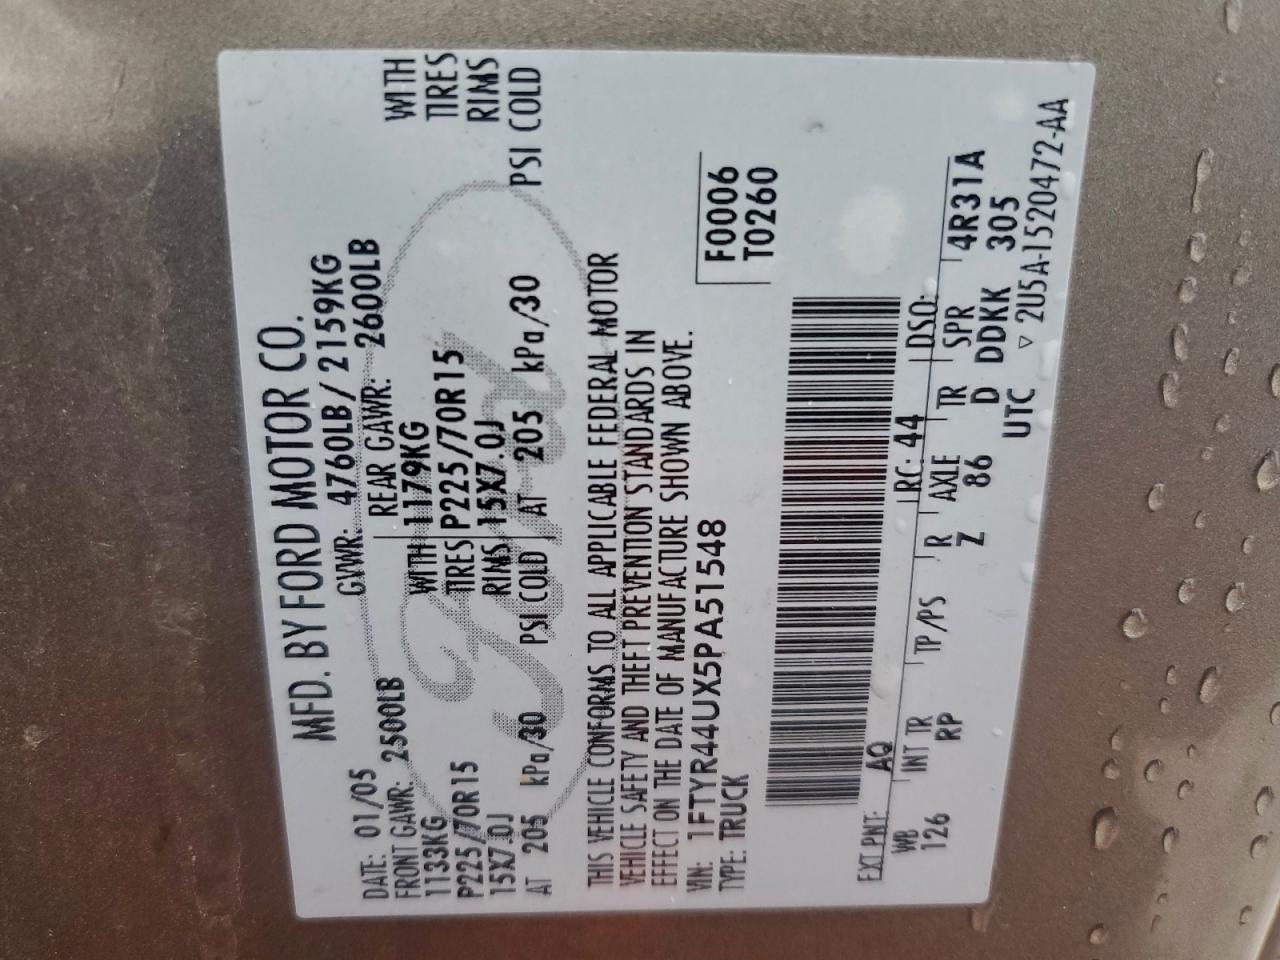 MFD. BY FORD MOTOR CO.
DATE: 01/05 GVWR: 4760LB/2159KG
FRONT GAWR: 2500LB REAR GAWR: 2600LB
1133KG WITH 1179KG WITH
P225/70R15 TIRES P225/70R15 TIRES
15X7.0J RIMS 15X7.0J RIMS
AT 205 kPa/30 PSI COLD AT 205 kPa/30 PSI COLD
Ford
THIS VEHICLE CONFORMS TO ALL APPLICABLE FEDERAL MOTOR
VEHICLE SAFETY AND THEFT PREVENTION STANDARDS IN
EFFECT ON THE DATE OF MANUFACTURE SHOWN ABOVE.
VIN: 1FTYR44UX5PA51548 F0006
TYPE: TRUCK T0260
EXT PNT: AQ RC: 44 DSO:
WB INT TR TP/PS R AXLE TR SPR 4R31A
126 RP Z 86 D DDKK 305
UTC ▽ 2U5A-1520472-AA